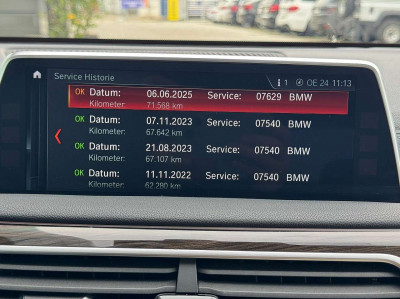 Service Historie
i 1 OE 24 11:13
OK Datum: 06.06.2025 Service: 07629 BMW
Kilometer: 71.568 km
OK Datum: 07.11.2023 Service: 07540 BMW
Kilometer: 67.642 km
OK Datum: 21.08.2023 Service: 07540 BMW
Kilometer: 67.107 km
OK Datum: 11.11.2022 Service: 07540 BMW
Kilometer: 62.280 km